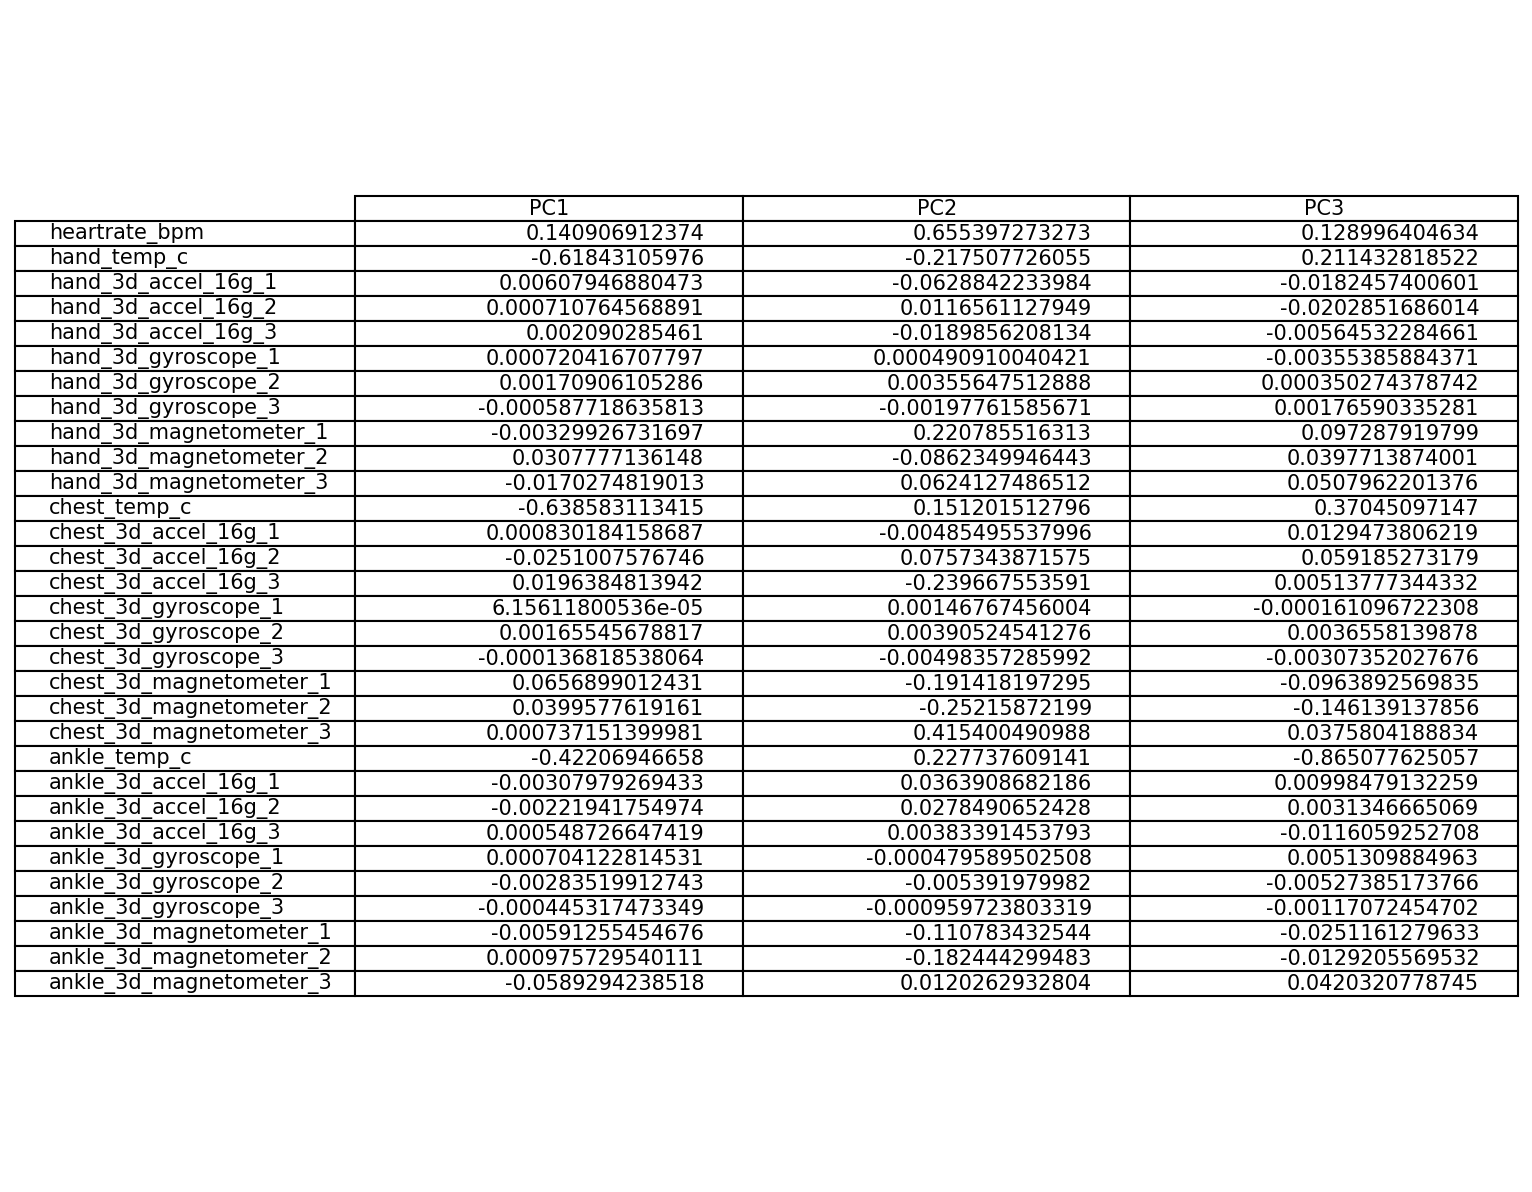 PC1 PC2 PC3
heartrate_bpm 0.140906912374 0.655397273273 0.128996404634
hand_temp_c -0.61843105976 -0.217507726055 0.211432818522
hand_3d_accel_16g_1 0.00607946880473 -0.0628842233984 -0.0182457400601
hand_3d_accel_16g_2 0.000710764568891 0.0116561127949 -0.0202851686014
hand_3d_accel_16g_3 0.002090285461 -0.0189856208134 -0.00564532284661
hand_3d_gyroscope_1 0.000720416707797 0.000490910040421 -0.00355385884371
hand_3d_gyroscope_2 0.00170906105286 0.00355647512888 0.000350274378742
hand_3d_gyroscope_3 -0.000587718635813 -0.00197761585671 0.00176590335281
hand_3d_magnetometer_1 -0.00329926731697 0.220785516313 0.097287919799
hand_3d_magnetometer_2 0.0307777136148 -0.0862349946443 0.0397713874001
hand_3d_magnetometer_3 -0.0170274819013 0.0624127486512 0.0507962201376
chest_temp_c -0.638583113415 0.151201512796 0.37045097147
chest_3d_accel_16g_1 0.000830184158687 -0.00485495537996 0.0129473806219
chest_3d_accel_16g_2 -0.0251007576746 0.0757343871575 0.059185273179
chest_3d_accel_16g_3 0.0196384813942 -0.239667553591 0.00513777344332
chest_3d_gyroscope_1 6.15611800536e-05 0.00146767456004 -0.000161096722308
chest_3d_gyroscope_2 0.00165545678817 0.00390524541276 0.0036558139878
chest_3d_gyroscope_3 -0.000136818538064 -0.00498357285992 -0.00307352027676
chest_3d_magnetometer_1 0.0656899012431 -0.191418197295 -0.0963892569835
chest_3d_magnetometer_2 0.0399577619161 -0.25215872199 -0.146139137856
chest_3d_magnetometer_3 0.000737151399981 0.415400490988 0.0375804188834
ankle_temp_c -0.42206946658 0.227737609141 -0.865077625057
ankle_3d_accel_16g_1 -0.00307979269433 0.0363908682186 0.00998479132259
ankle_3d_accel_16g_2 -0.00221941754974 0.0278490652428 0.0031346665069
ankle_3d_accel_16g_3 0.000548726647419 0.00383391453793 -0.0116059252708
ankle_3d_gyroscope_1 0.000704122814531 -0.000479589502508 0.0051309884963
ankle_3d_gyroscope_2 -0.00283519912743 -0.005391979982 -0.00527385173766
ankle_3d_gyroscope_3 -0.000445317473349 -0.000959723803319 -0.00117072454702
ankle_3d_magnetometer_1 -0.00591255454676 -0.110783432544 -0.0251161279633
ankle_3d_magnetometer_2 0.000975729540111 -0.182444299483 -0.0129205569532
ankle_3d_magnetometer_3 -0.0589294238518 0.0120262932804 0.0420320778745